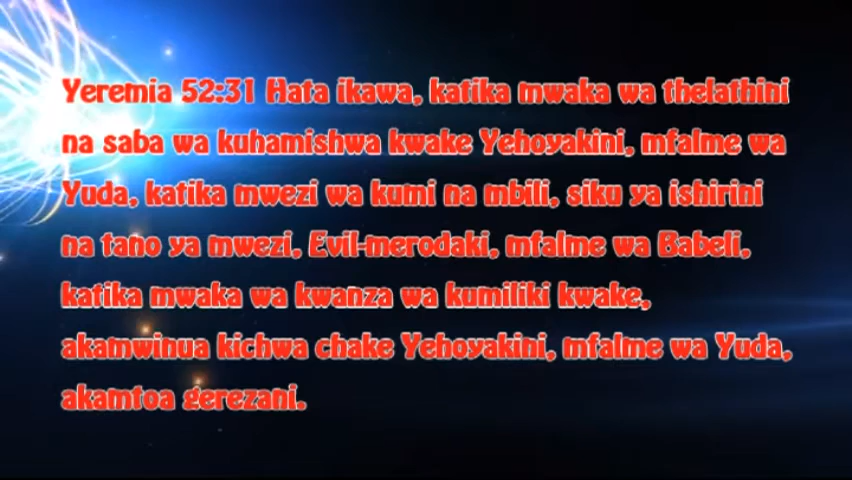 Yeremia 52:31 Hata ikawa, katika mwaka wa thelathini
na saba wa kuhamishwa kwake Yehoyakini, mfalme wa
Yuda, katika mwezi wa kumi na mbili, siku ya ishirini
na tano ya mwezi, Evil-merodaki, mfalme wa Babeli,
katika mwaka wa kwanza wa kumiliki kwake,
akamwinua kichwa chake Yehoyakini, mfalme wa Yuda,
akamtoa gerezani.